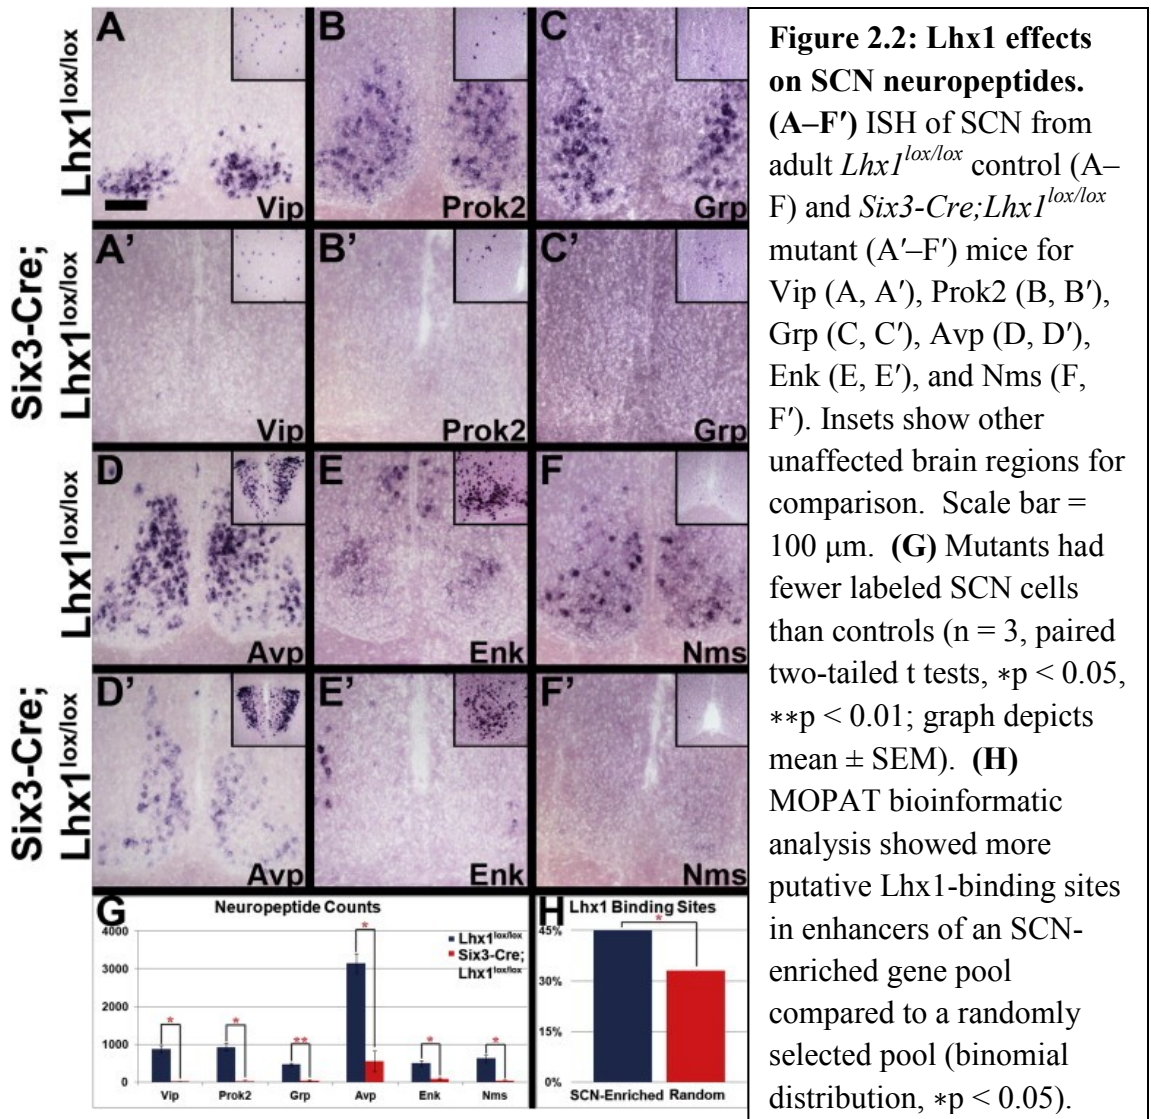 Lhx1lox/lox
A
Vip
B
Prok2
C
Grp
Six3-Cre;
Lhx1lox/lox
A'
Vip
B'
Prok2
C'
Grp
Lhx1lox/lox
D
Avp
E
Enk
F
Nms
Six3-Cre;
Lhx1lox/lox
D'
Avp
E'
Enk
F'
Nms
G
Neuropeptide Counts
4000
3000
2000
1000
0
Lhx1lox/lox
Six3-Cre;
Lhx1lox/lox
*
*
**
*
*
*
Vip Prok2 Grp Avp Enk Nms
H
Lhx1 Binding Sites
*
45%
30%
15%
0%
SCN-Enriched Random
Figure 2.2: Lhx1 effects
on SCN neuropeptides.
(A–F′) ISH of SCN from
adult Lhx1lox/lox control (A–
F) and Six3-Cre;Lhx1lox/lox
mutant (A′–F′) mice for
Vip (A, A′), Prok2 (B, B′),
Grp (C, C′), Avp (D, D′),
Enk (E, E′), and Nms (F,
F′). Insets show other
unaffected brain regions for
comparison. Scale bar =
100 μm. (G) Mutants had
fewer labeled SCN cells
than controls (n = 3, paired
two-tailed t tests, ∗p < 0.05,
∗∗p < 0.01; graph depicts
mean ± SEM). (H)
MOPAT bioinformatic
analysis showed more
putative Lhx1-binding sites
in enhancers of an SCN-
enriched gene pool
compared to a randomly
selected pool (binomial
distribution, ∗p < 0.05).